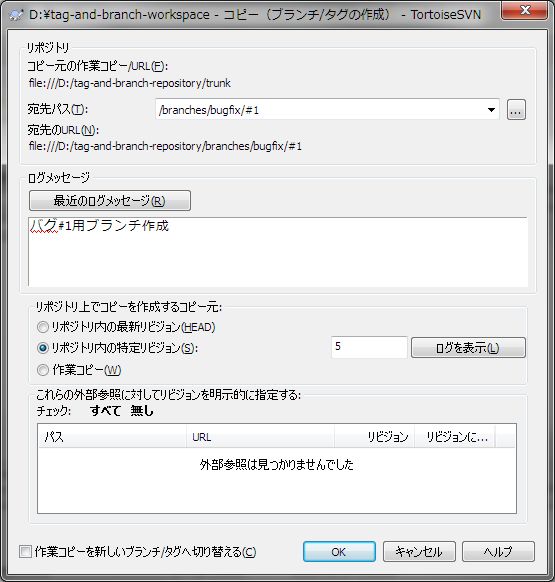 D:¥tag-and-branch-workspace - コピー（ブランチ/タグの作成） - TortoiseSVN
リポジトリ
コピー元の作業コピー/URL(F):
file:///D:/tag-and-branch-repository/trunk
宛先パス(T):
/branches/bugfix/#1
...
宛先のURL(N):
file:///D:/tag-and-branch-repository/branches/bugfix/#1
ログメッセージ
最近のログメッセージ(R)
バグ#1用ブランチ作成
リポジトリ上でコピーを作成するコピー元:
リポジトリ内の最新リビジョン(HEAD)
リポジトリ内の特定リビジョン(S):
5
ログを表示(L)
作業コピー(W)
これらの外部参照に対してリビジョンを明示的に指定する:
チェック: すべて 無し
パス URL リビジョン リビジョンに...
外部参照は見つかりませんでした
作業コピーを新しいブランチ/タグへ切り替える(C)
OK
キャンセル
ヘルプ